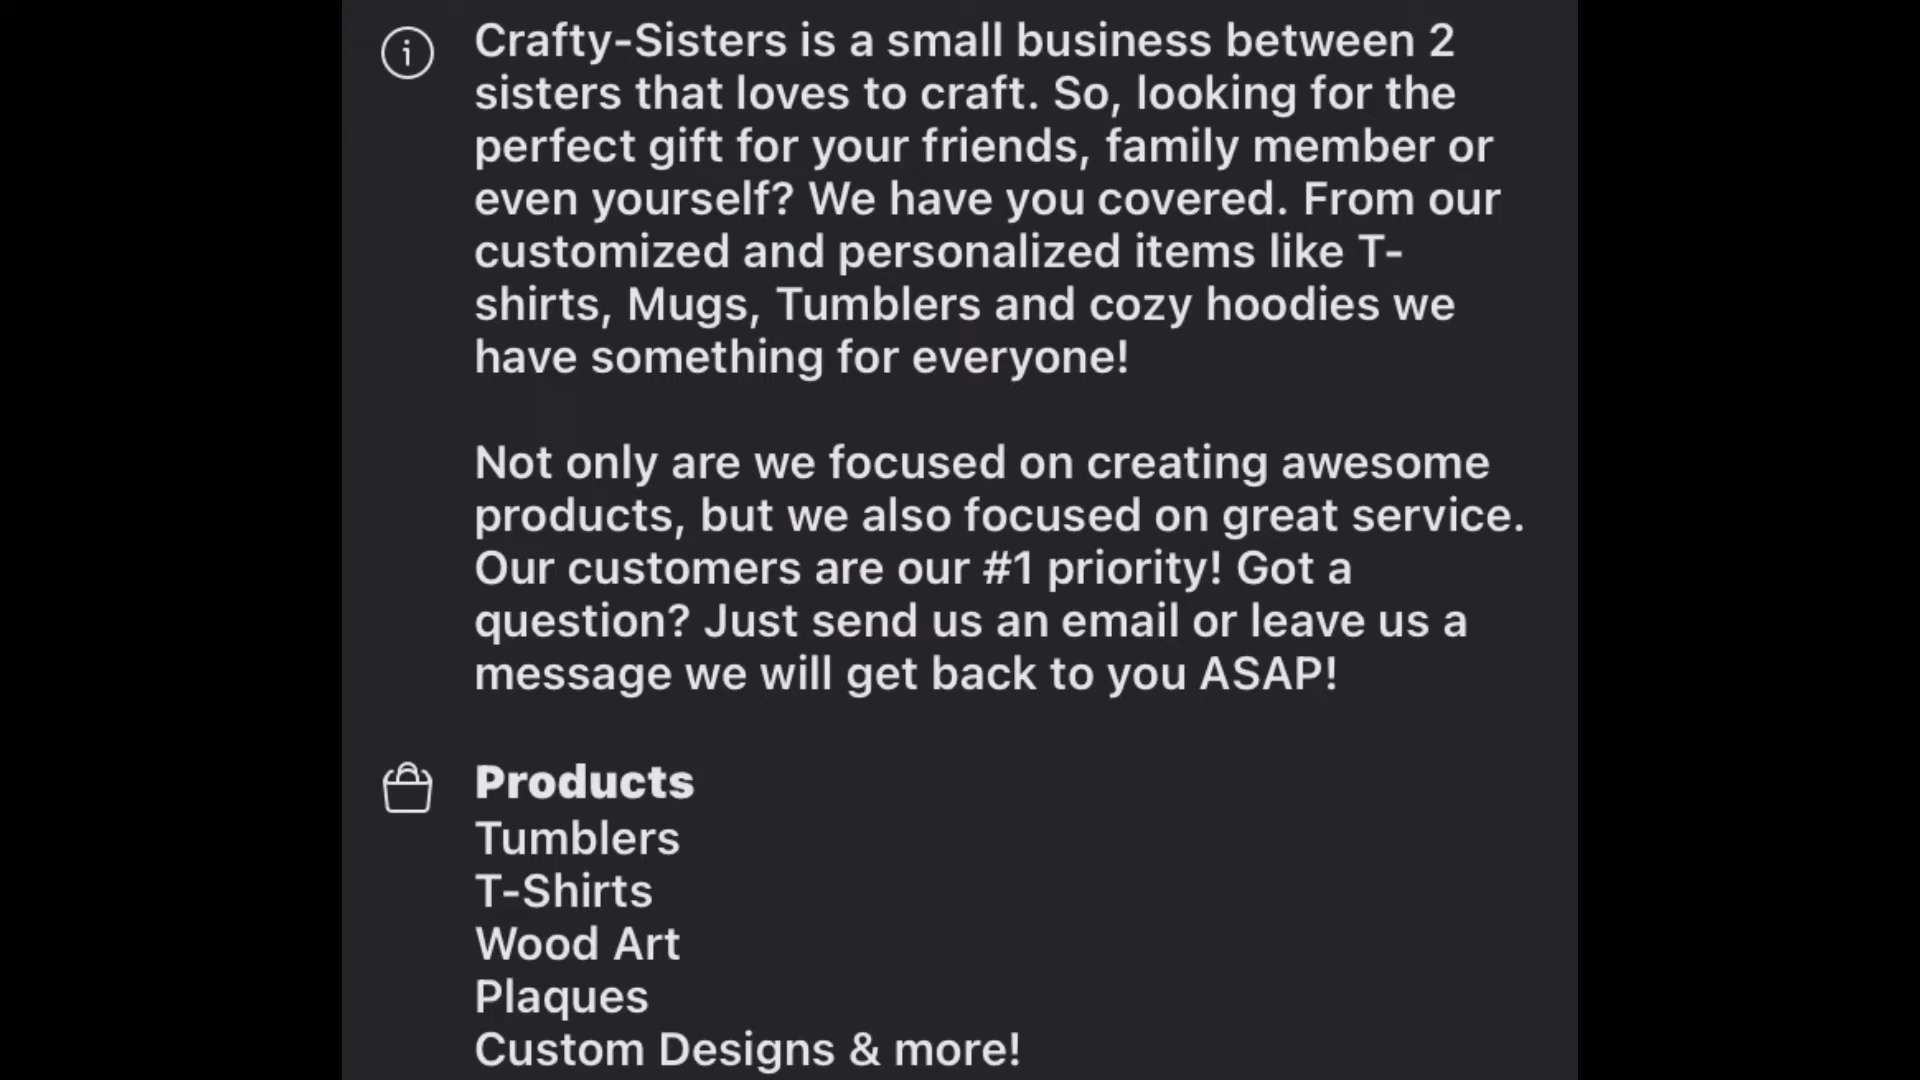 Crafty-Sisters is a small business between 2
sisters that loves to craft. So, looking for the
perfect gift for your friends, family member or
even yourself? We have you covered. From our
customized and personalized items like T-
shirts, Mugs, Tumblers and cozy hoodies we
have something for everyone!
Not only are we focused on creating awesome
products, but we also focused on great service.
Our customers are our #1 priority! Got a
question? Just send us an email or leave us a
message we will get back to you ASAP!
Products
Tumblers
T-Shirts
Wood Art
Plaques
Custom Designs & more!